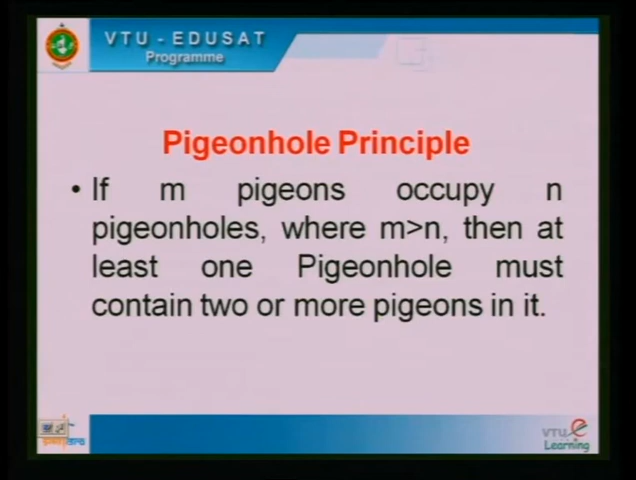 VTU - EDUSAT
Programme
Pigeonhole Principle
• If m pigeons occupy n
pigeonholes, where m>n, then at
least one Pigeonhole must
contain two or more pigeons in it.
VTU e
Learning